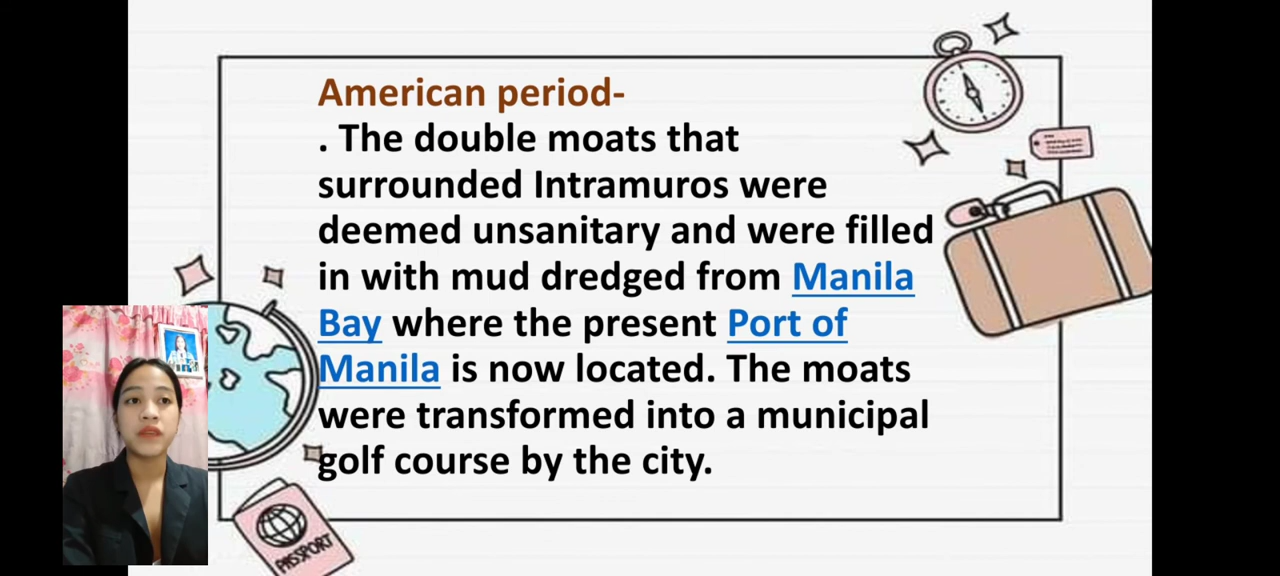 American period-
. The double moats that
surrounded Intramuros were
deemed unsanitary and were filled
in with mud dredged from Manila
Bay where the present Port of
Manila is now located. The moats
were transformed into a municipal
golf course by the city.
PASSPORT